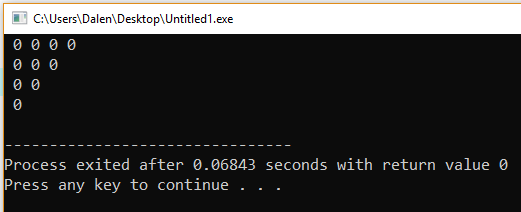 C:\Users\Dalen\Desktop\Untitled1.exe
0 0 0 0
0 0 0
0 0
0
--------------------------------
Process exited after 0.06843 seconds with return value 0
Press any key to continue . . .